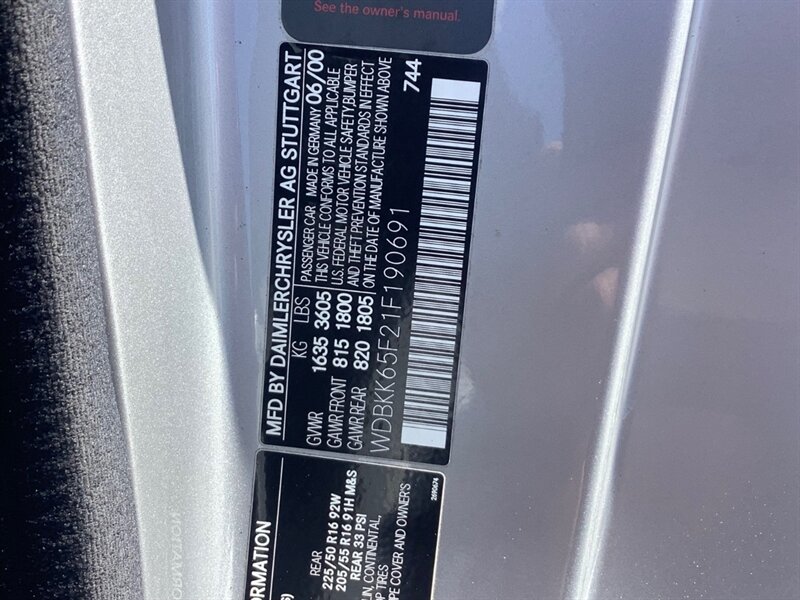 See the owner's manual.
MFD BY DAIMLERCHRYSLER AG STUTTGART
KG LBS PASSENGER CAR MADE IN GERMANY 06/00
GVWR 1635 3605 THIS VEHICLE CONFORMS TO ALL APPLICABLE
GAWR FRONT 815 1800 U.S. FEDERAL MOTOR VEHICLE SAFETY, BUMPER
GAWR REAR 820 1805 AND THEFT PREVENTION STANDARDS IN EFFECT
ON THE DATE OF MANUFACTURE SHOWN ABOVE
WDBKK65F21F190691 744
ORMATION
REAR
225/50 R16 92W
205/55 R16 91H M&S
REAR 33 PSI
LIN, CONTINENTAL,
OP TIRES
PE COVER AND OWNER'S